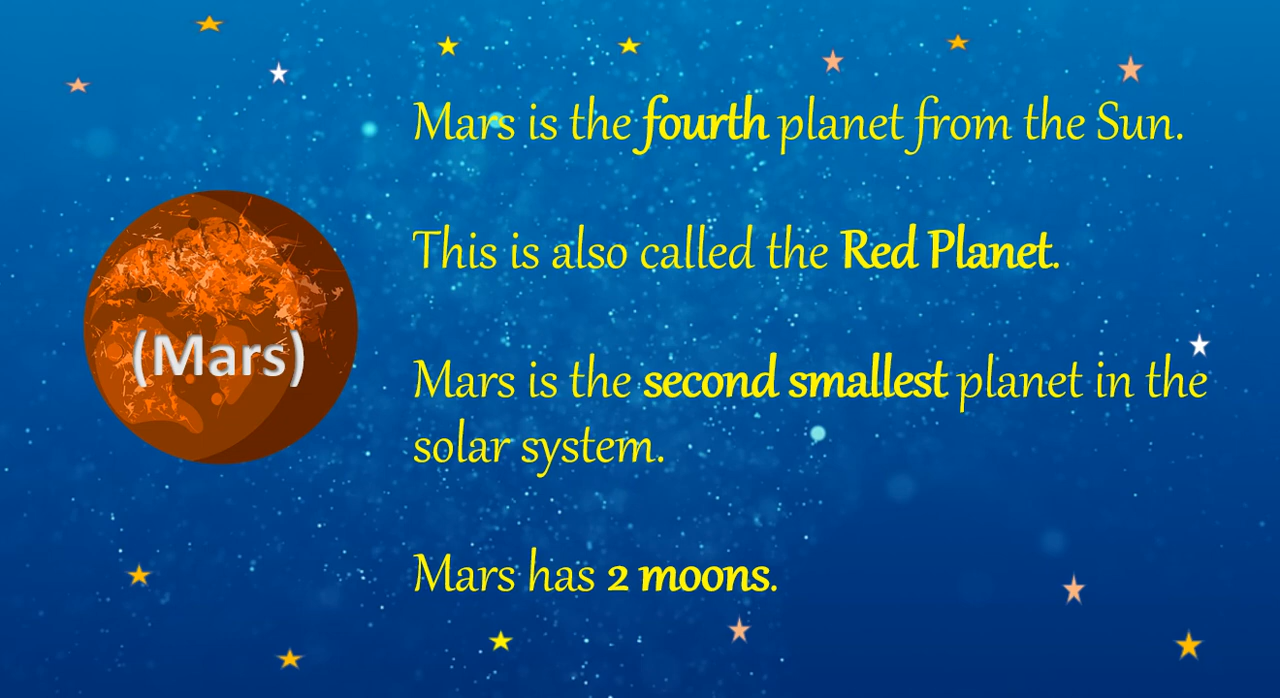 Mars is the fourth planet from the Sun.
This is also called the Red Planet.
(Mars)
Mars is the second smallest planet in the
solar system.
Mars has 2 moons.